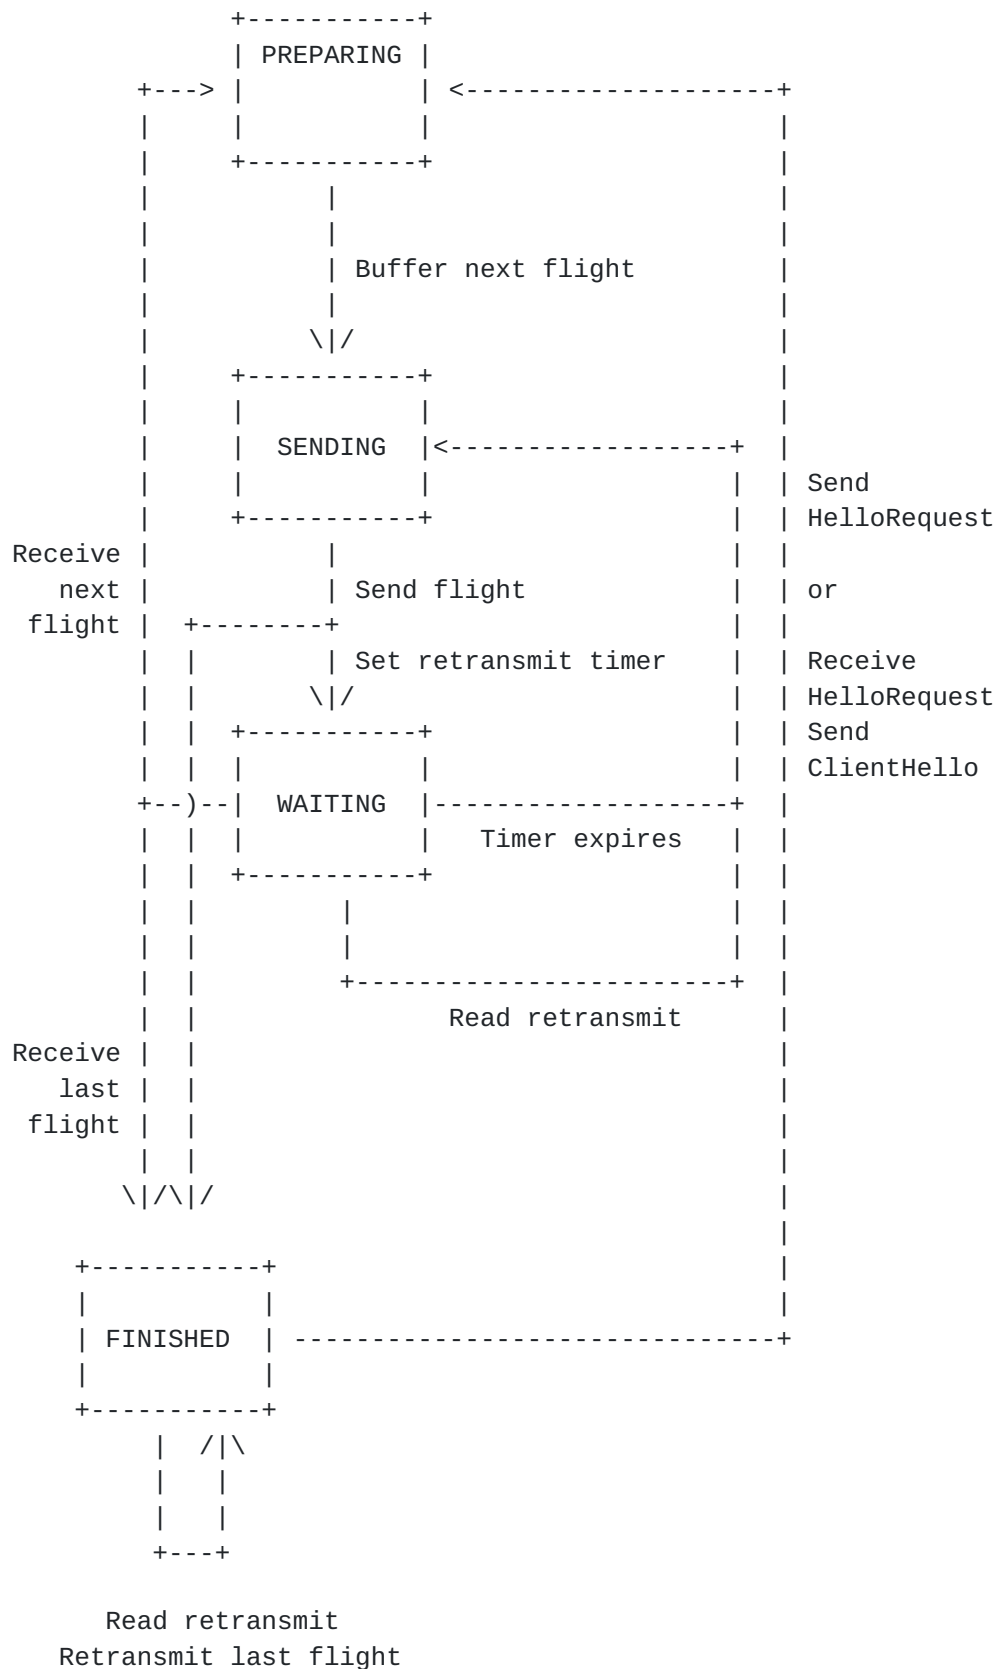 PREPARING
Buffer next flight
SENDING
Send
HelloRequest
Receive
next
flight
Send flight
or
Set retransmit timer
Receive
HelloRequest
Send
ClientHello
WAITING
Timer expires
Read retransmit
Receive
last
flight
FINISHED
Read retransmit
Retransmit last flight